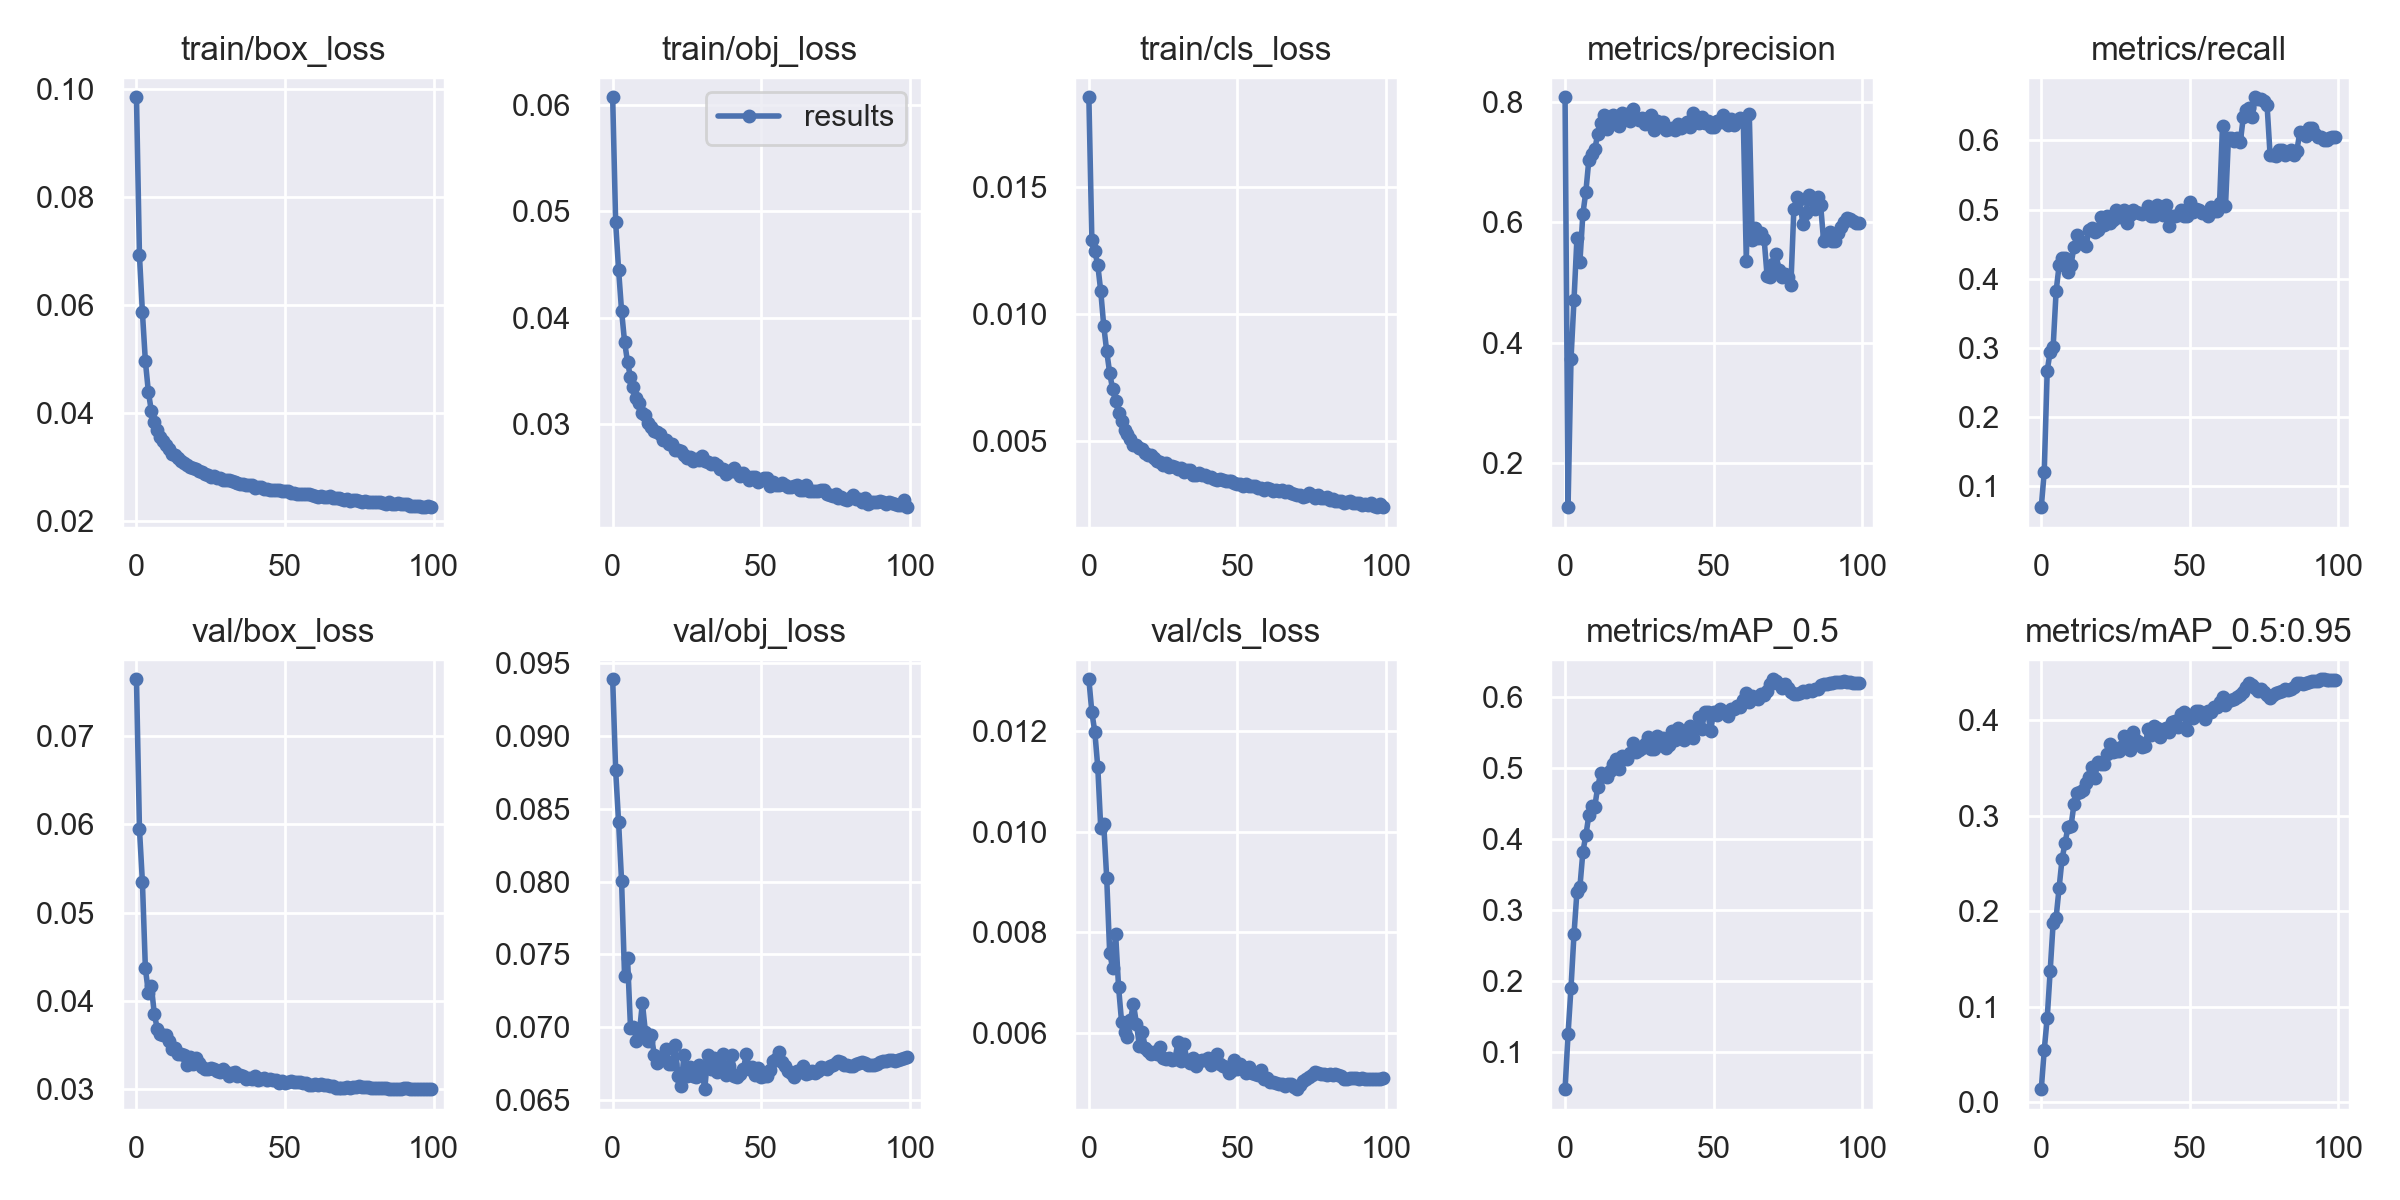 train/box_loss
0.10
0.08
0.06
0.04
0.02
0 50 100
train/obj_loss
results
0.06
0.05
0.04
0.03
0 50 100
train/cls_loss
0.015
0.010
0.005
0 50 100
metrics/precision
0.8
0.6
0.4
0.2
0 50 100
metrics/recall
0.6
0.5
0.4
0.3
0.2
0.1
0 50 100
val/box_loss
0.07
0.06
0.05
0.04
0.03
0 50 100
val/obj_loss
0.095
0.090
0.085
0.080
0.075
0.070
0.065
0 50 100
val/cls_loss
0.012
0.010
0.008
0.006
0 50 100
metrics/mAP_0.5
0.6
0.5
0.4
0.3
0.2
0.1
0 50 100
metrics/mAP_0.5:0.95
0.4
0.3
0.2
0.1
0.0
0 50 100